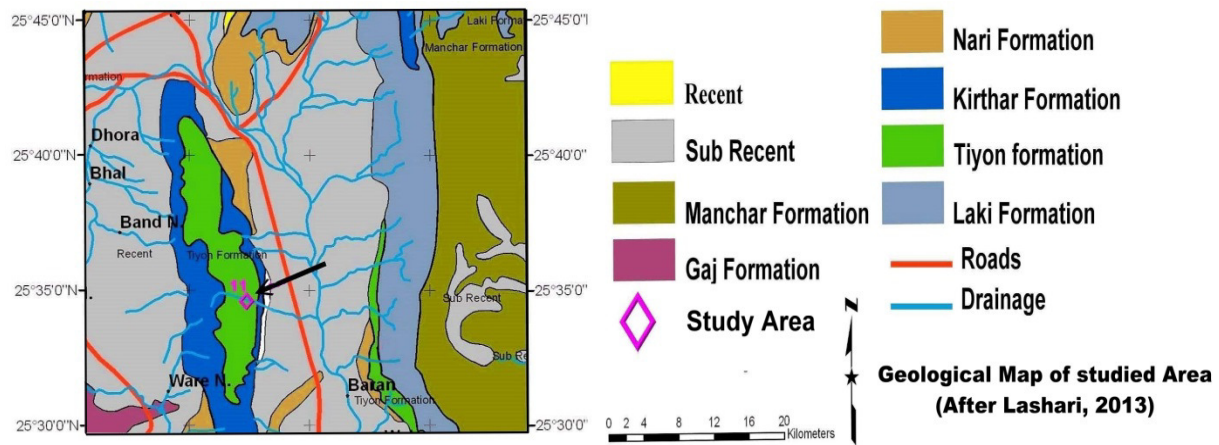 25°45'0"N
25°40'0"N
25°35'0"N
25°30'0"N
Laki Forma
Manchar Formation
rmation
Dhora
Bhal
Band N.
Recent
Tiyon Formation
11
Sub Recent
Sub Re
Ware N.
Baran
Tiyon Formation
25°45'0"N
25°40'0"N
25°35'0"N
25°30'0"N
Recent
Sub Recent
Manchar Formation
Gaj Formation
Study Area
Nari Formation
Kirthar Formation
Tiyon formation
Laki Formation
Roads
Drainage
N
0 2 4 8 12 16 20
Kilometers
Geological Map of studied Area
(After Lashari, 2013)